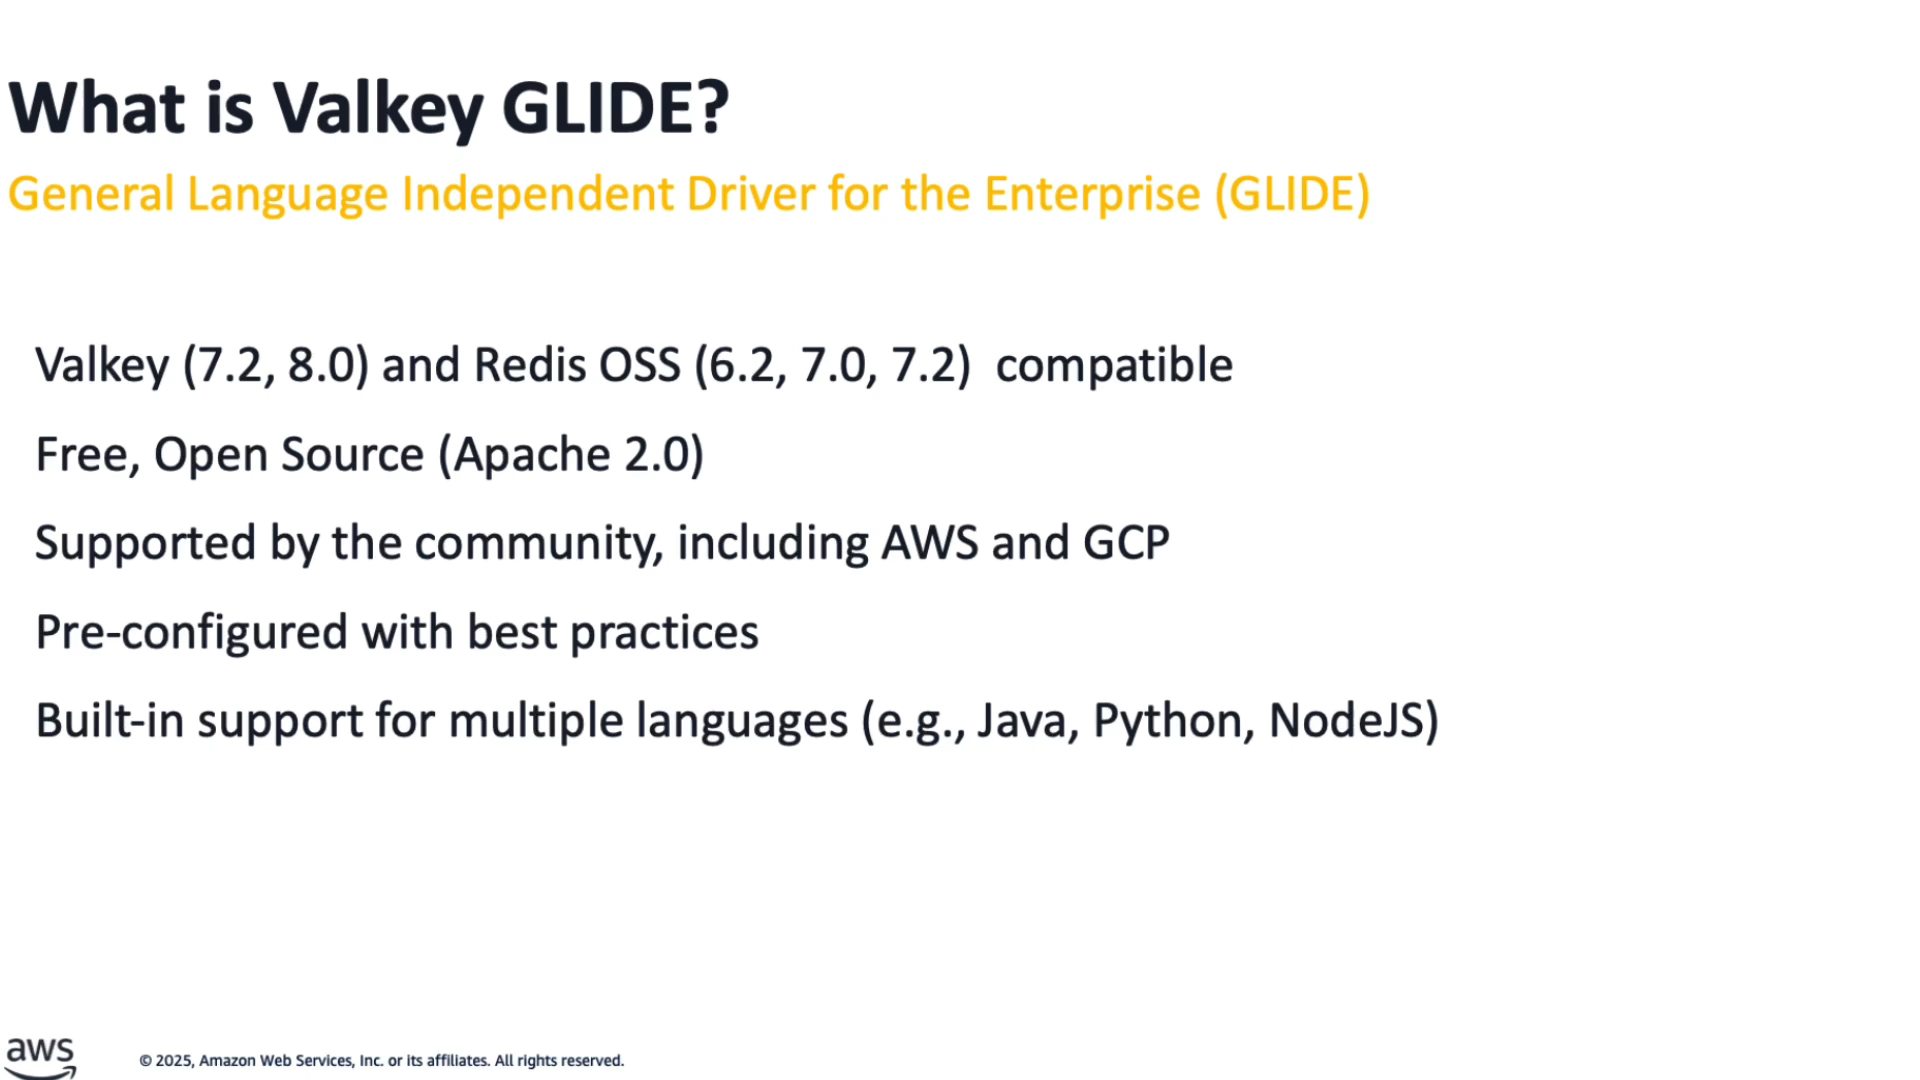 What is Valkey GLIDE?
General Language Independent Driver for the Enterprise (GLIDE)
Valkey (7.2, 8.0) and Redis OSS (6.2, 7.0, 7.2) compatible
Free, Open Source (Apache 2.0)
Supported by the community, including AWS and GCP
Pre-configured with best practices
Built-in support for multiple languages (e.g., Java, Python, NodeJS)
aws
© 2025, Amazon Web Services, Inc. or its affiliates. All rights reserved.